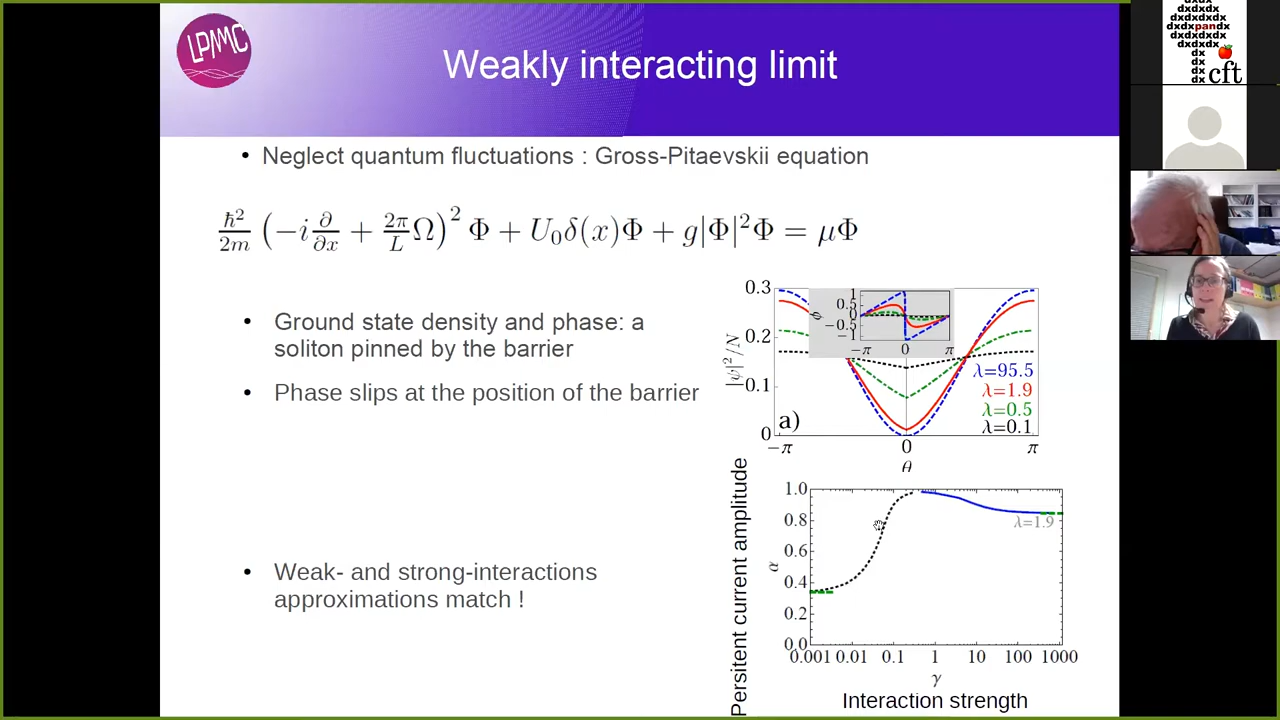 LPMMC
Weakly interacting limit
• Neglect quantum fluctuations : Gross-Pitaevskii equation
ℏ²/2m (−i ∂/∂x + 2π/L Ω)² Φ + U₀δ(x)Φ + g|Φ|²Φ = μΦ
• Ground state density and phase: a
soliton pinned by the barrier
• Phase slips at the position of the barrier
• Weak- and strong-interactions
approximations match !
|ψ|²/N
0.3
0.2
0.1
0
−π
0
π
θ
a)
ϕ
1
0.5
0
−0.5
−1
−π
0
π
λ=95.5
λ=1.9
λ=0.5
λ=0.1
Persitent current amplitude
α
1.0
0.8
0.6
0.4
0.2
0.0
0.001 0.01 0.1 1 10 100 1000
λ=1.9
γ
Interaction strength
dxdxdx
dxdxdxdx
dxdxpandx
dxdxdxdx
dxdxdx
dx
dx
dx
dx cft